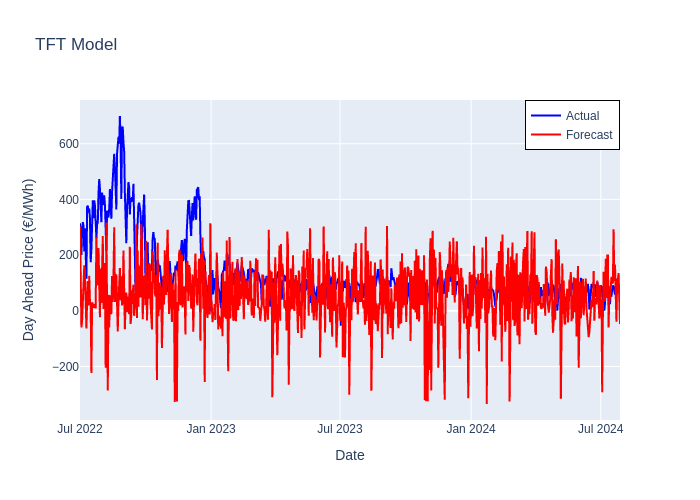 TFT Model
Actual
Forecast
Day Ahead Price (€/MWh)
600
400
200
0
−200
Jul 2022
Jan 2023
Jul 2023
Jan 2024
Jul 2024
Date